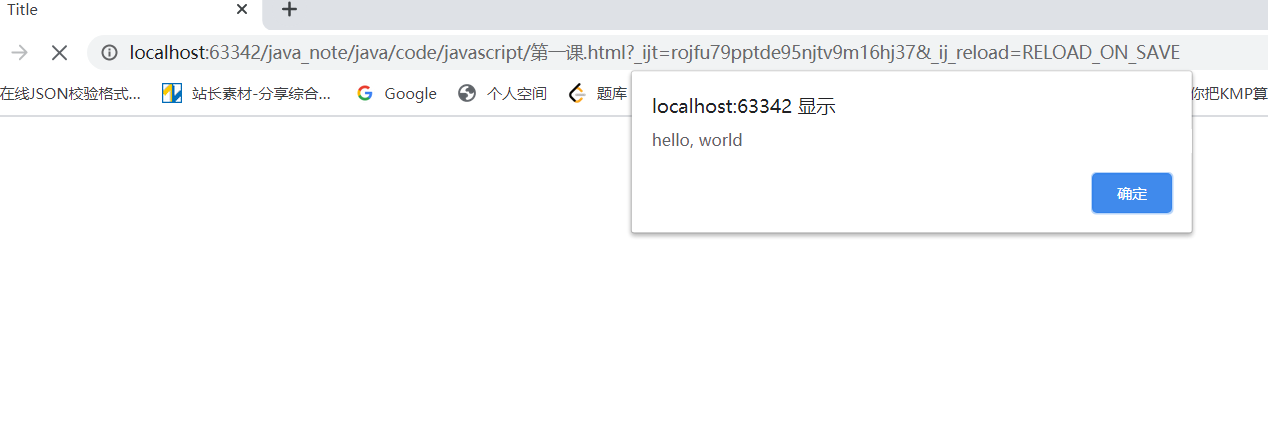 Title
localhost:63342/java_note/java/code/javascript/第一课.html?_ijt=rojfu79pptde95njtv9m16hj37&_ij_reload=RELOAD_ON_SAVE
在线JSON校验格式... 站长素材-分享综合... Google 个人空间 题库 你把KMP算
localhost:63342 显示
hello, world
确定